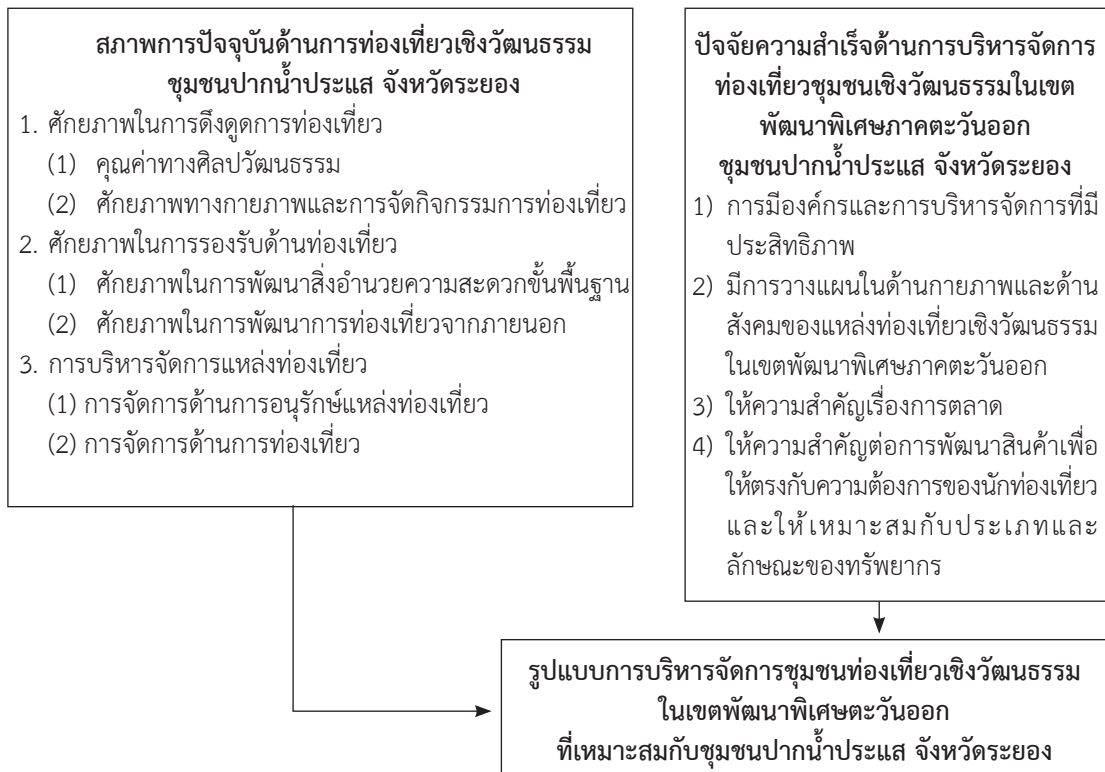 สภาพการปัจจุบันด้านการท่องเที่ยวเชิงวัฒนธรรม
ชุมชนปากน้ำประแส จังหวัดระยอง
1. ศักยภาพในการดึงดูดการท่องเที่ยว
(1) คุณค่าทางศิลปวัฒนธรรม
(2) ศักยภาพทางกายภาพและการจัดกิจกรรมการท่องเที่ยว
2. ศักยภาพในการรองรับด้านท่องเที่ยว
(1) ศักยภาพในการพัฒนาสิ่งอำนวยความสะดวกขั้นพื้นฐาน
(2) ศักยภาพในการพัฒนาการท่องเที่ยวจากภายนอก
3. การบริหารจัดการแหล่งท่องเที่ยว
(1) การจัดการด้านการอนุรักษ์แหล่งท่องเที่ยว
(2) การจัดการด้านการท่องเที่ยว
ปัจจัยความสำเร็จด้านการบริหารจัดการ
ท่องเที่ยวชุมชนเชิงวัฒนธรรมในเขต
พัฒนาพิเศษภาคตะวันออก
ชุมชนปากน้ำประแส จังหวัดระยอง
1) การมีองค์กรและการบริหารจัดการที่มี
ประสิทธิภาพ
2) มีการวางแผนในด้านกายภาพและด้าน
สังคมของแหล่งท่องเที่ยวเชิงวัฒนธรรม
ในเขตพัฒนาพิเศษภาคตะวันออก
3) ให้ความสำคัญเรื่องการตลาด
4) ให้ความสำคัญต่อการพัฒนาสินค้าเพื่อ
ให้ตรงกับความต้องการของนักท่องเที่ยว
และให้เหมาะสมกับประเภทและ
ลักษณะของทรัพยากร
รูปแบบการบริหารจัดการชุมชนท่องเที่ยวเชิงวัฒนธรรม
ในเขตพัฒนาพิเศษตะวันออก
ที่เหมาะสมกับชุมชนปากน้ำประแส จังหวัดระยอง